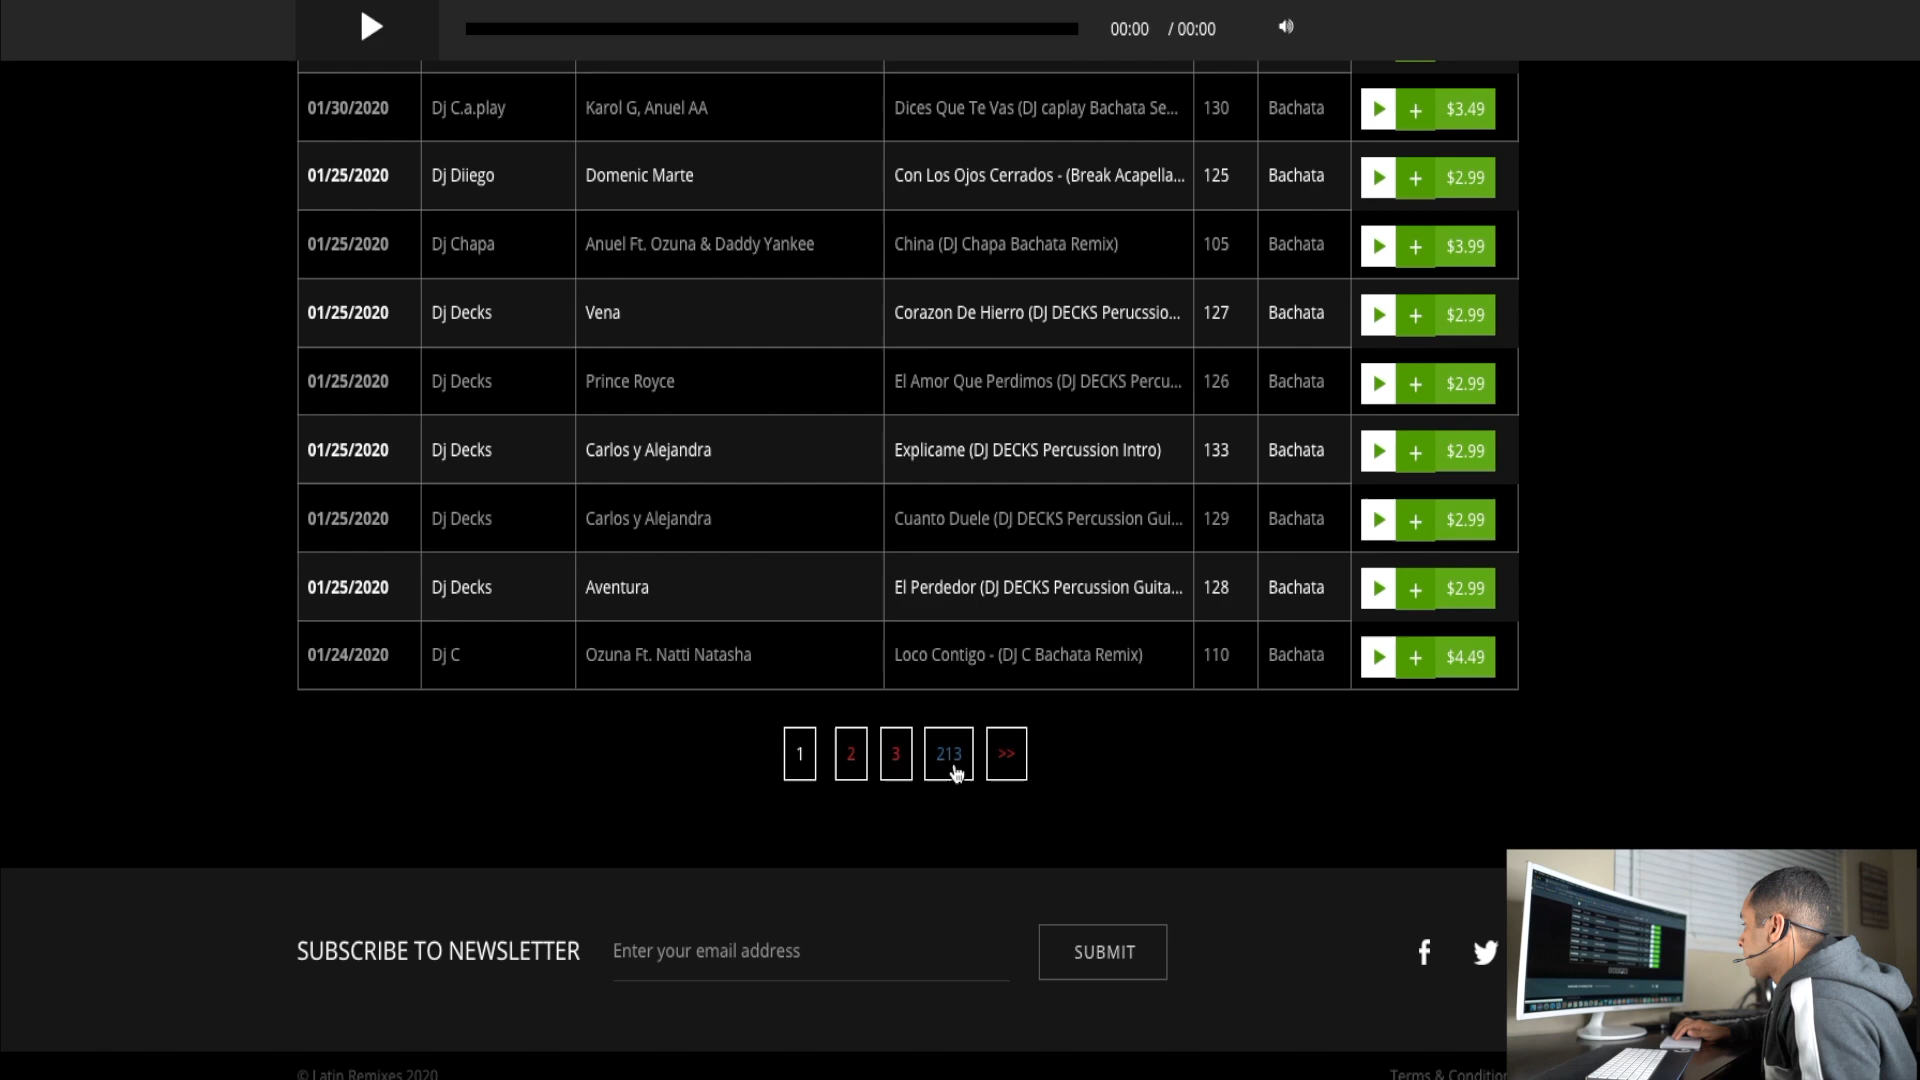 00:00 / 00:00
01/30/2020 Dj C.a.play Karol G, Anuel AA Dices Que Te Vas (DJ caplay Bachata Se... 130 Bachata + $3.49
01/25/2020 Dj Diiego Domenic Marte Con Los Ojos Cerrados - (Break Acapella... 125 Bachata + $2.99
01/25/2020 Dj Chapa Anuel Ft. Ozuna & Daddy Yankee China (DJ Chapa Bachata Remix) 105 Bachata + $3.99
01/25/2020 Dj Decks Vena Corazon De Hierro (DJ DECKS Perucssio... 127 Bachata + $2.99
01/25/2020 Dj Decks Prince Royce El Amor Que Perdimos (DJ DECKS Percu... 126 Bachata + $2.99
01/25/2020 Dj Decks Carlos y Alejandra Explicame (DJ DECKS Percussion Intro) 133 Bachata + $2.99
01/25/2020 Dj Decks Carlos y Alejandra Cuanto Duele (DJ DECKS Percussion Gui... 129 Bachata + $2.99
01/25/2020 Dj Decks Aventura El Perdedor (DJ DECKS Percussion Guita... 128 Bachata + $2.99
01/24/2020 Dj C Ozuna Ft. Natti Natasha Loco Contigo - (DJ C Bachata Remix) 110 Bachata + $4.49
1 2 3 213 >>
SUBSCRIBE TO NEWSLETTER Enter your email address SUBMIT
© Latin Remixes 2020 Terms & Condition